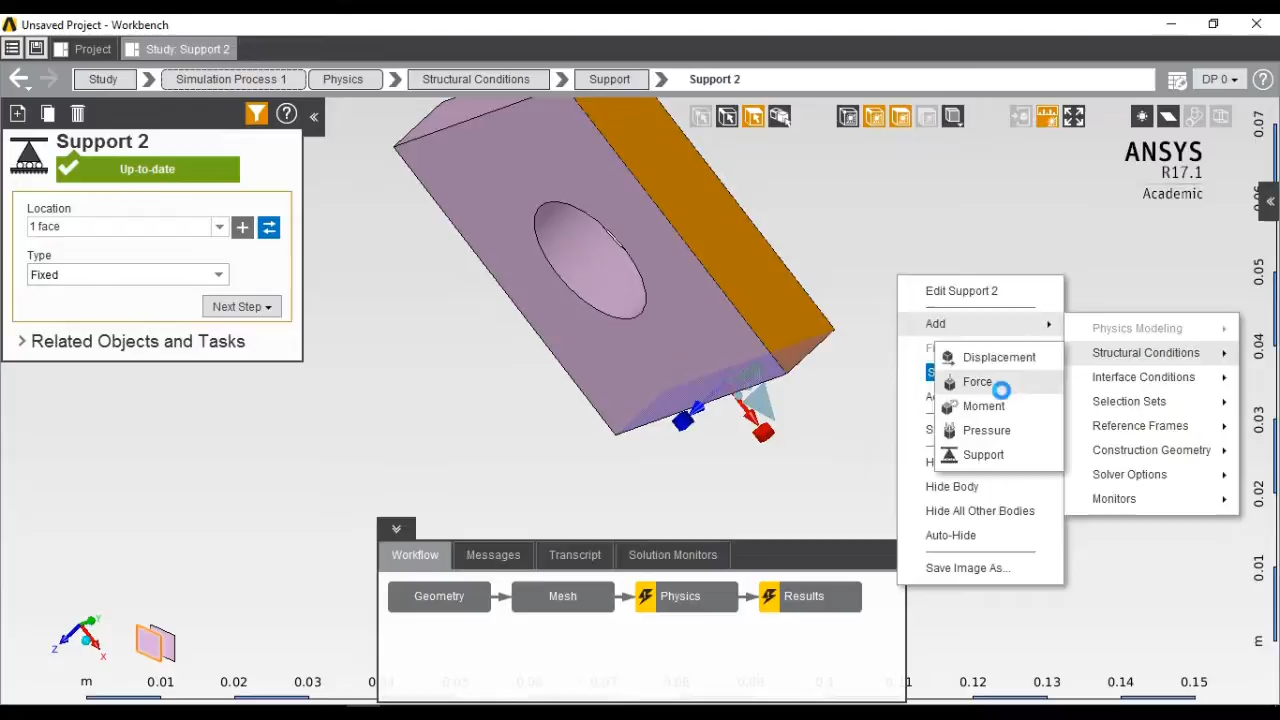 Unsaved Project - Workbench
Project
Study: Support 2
Study
Simulation Process 1
Physics
Structural Conditions
Support
Support 2
DP 0
Support 2
Up-to-date
Location
1 face
Type
Fixed
Next Step
Related Objects and Tasks
ANSYS
R17.1
Academic
0.07
0.05
0.04
0.03
0.02
0.01
m
Edit Support 2
Add
Hide Body
Hide All Other Bodies
Auto-Hide
Save Image As...
Displacement
Force
Moment
Pressure
Support
Physics Modeling
Structural Conditions
Interface Conditions
Selection Sets
Reference Frames
Construction Geometry
Solver Options
Monitors
Workflow
Messages
Transcript
Solution Monitors
Geometry
Mesh
Physics
Results
Z
Y
X
m
0.01
0.02
0.03
0.12
0.13
0.14
0.15